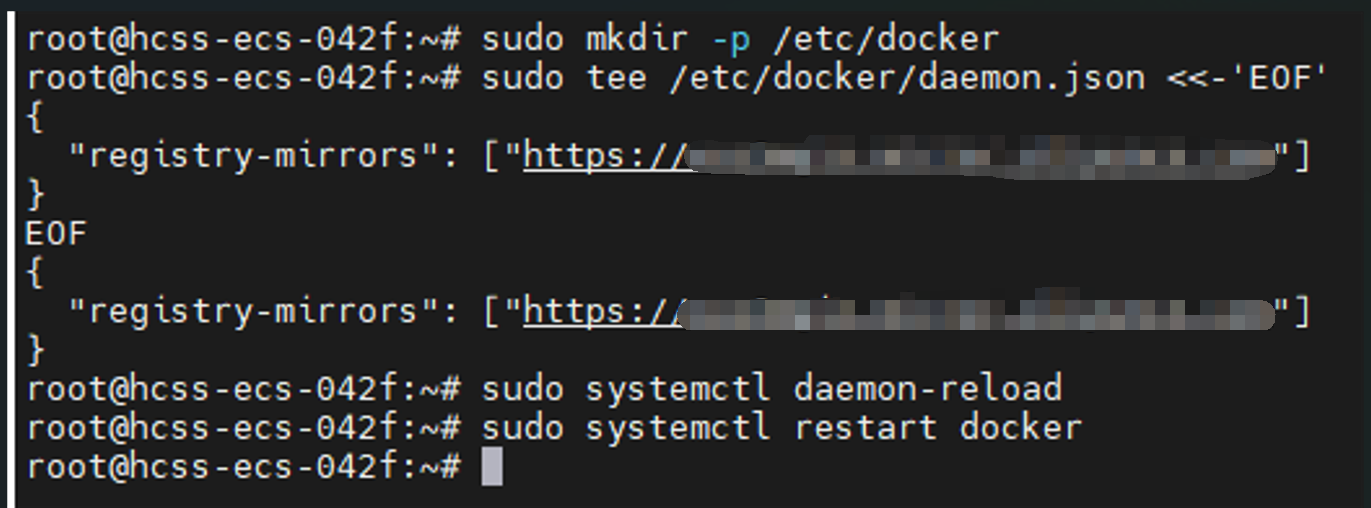 root@hcss-ecs-042f:~# sudo mkdir -p /etc/docker
root@hcss-ecs-042f:~# sudo tee /etc/docker/daemon.json <<-'EOF'
{
  "registry-mirrors": ["https://"]
}
EOF
{
  "registry-mirrors": ["https://"]
}
root@hcss-ecs-042f:~# sudo systemctl daemon-reload
root@hcss-ecs-042f:~# sudo systemctl restart docker
root@hcss-ecs-042f:~#